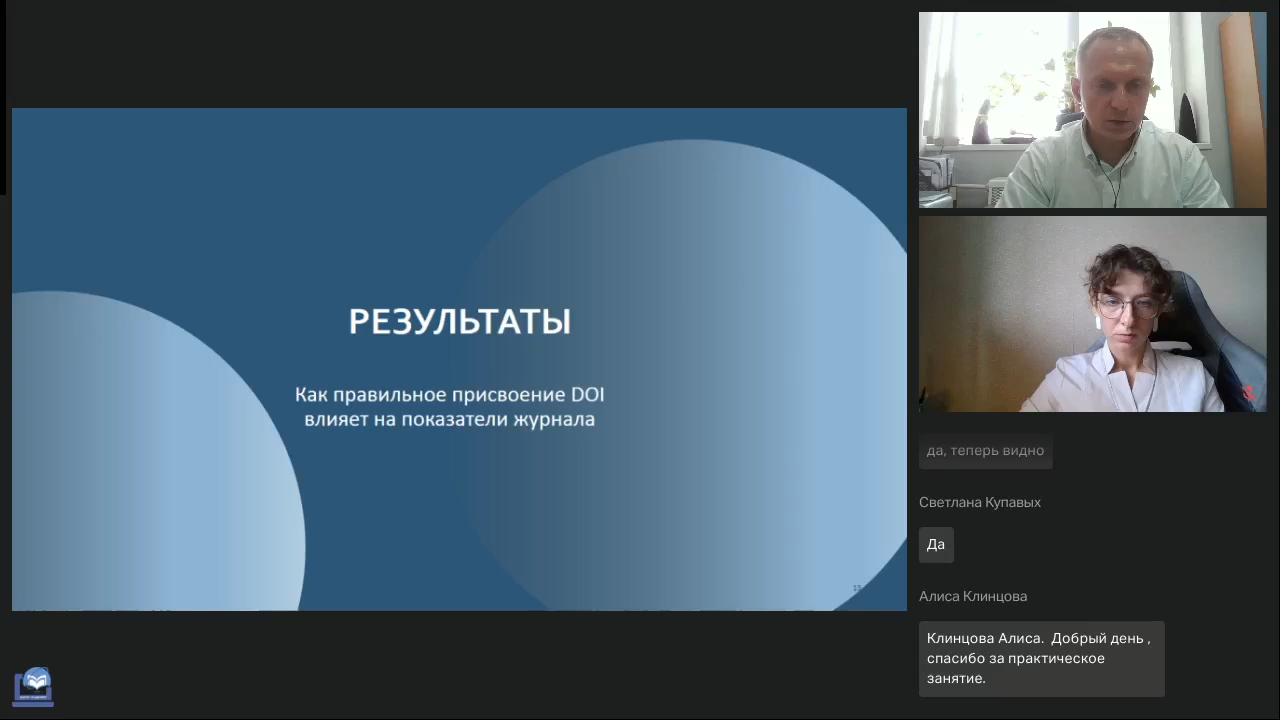 РЕЗУЛЬТАТЫ
Как правильное присвоение DOI
влияет на показатели журнала
да, теперь видно
Светлана Купавых
Да
Алиса Клинцова
Клинцова Алиса. Добрый день ,
спасибо за практическое
занятие.